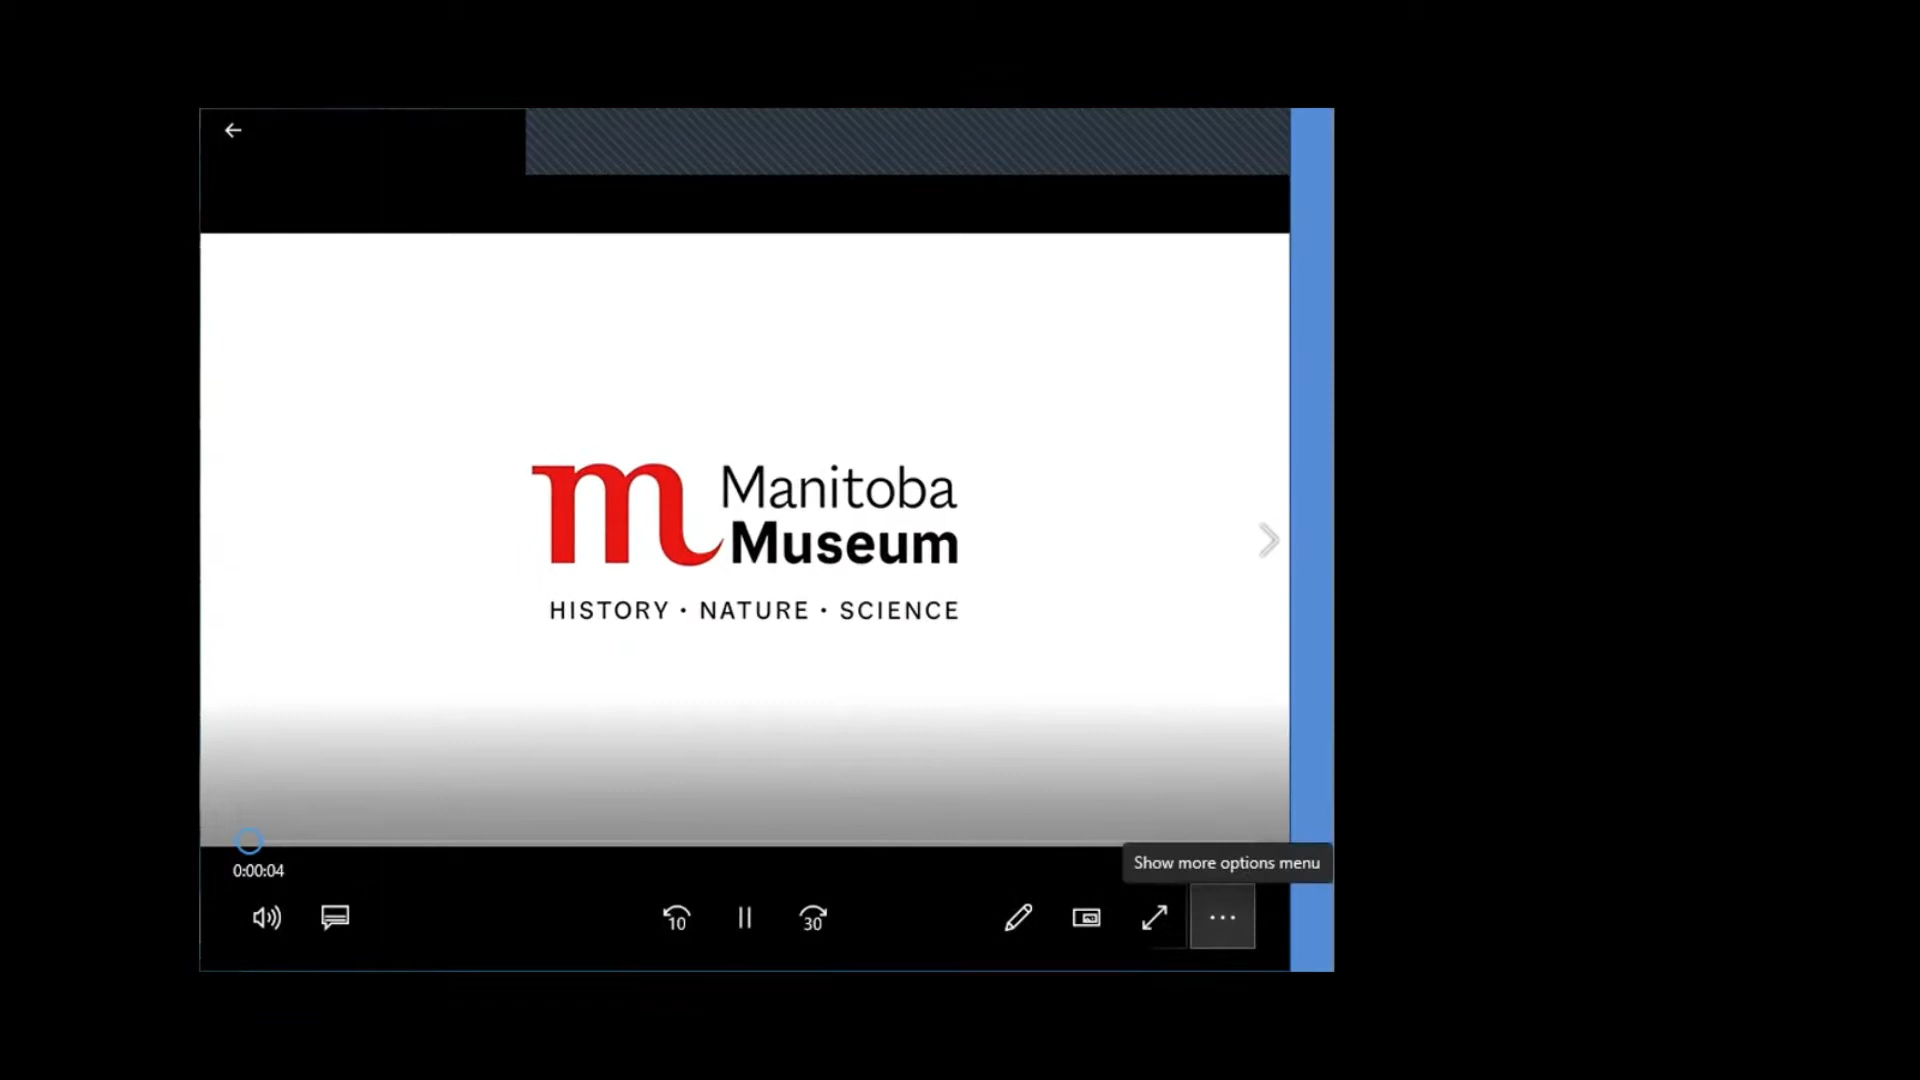 m Manitoba
Museum
HISTORY · NATURE · SCIENCE
0:00:04
Show more options menu
10
30